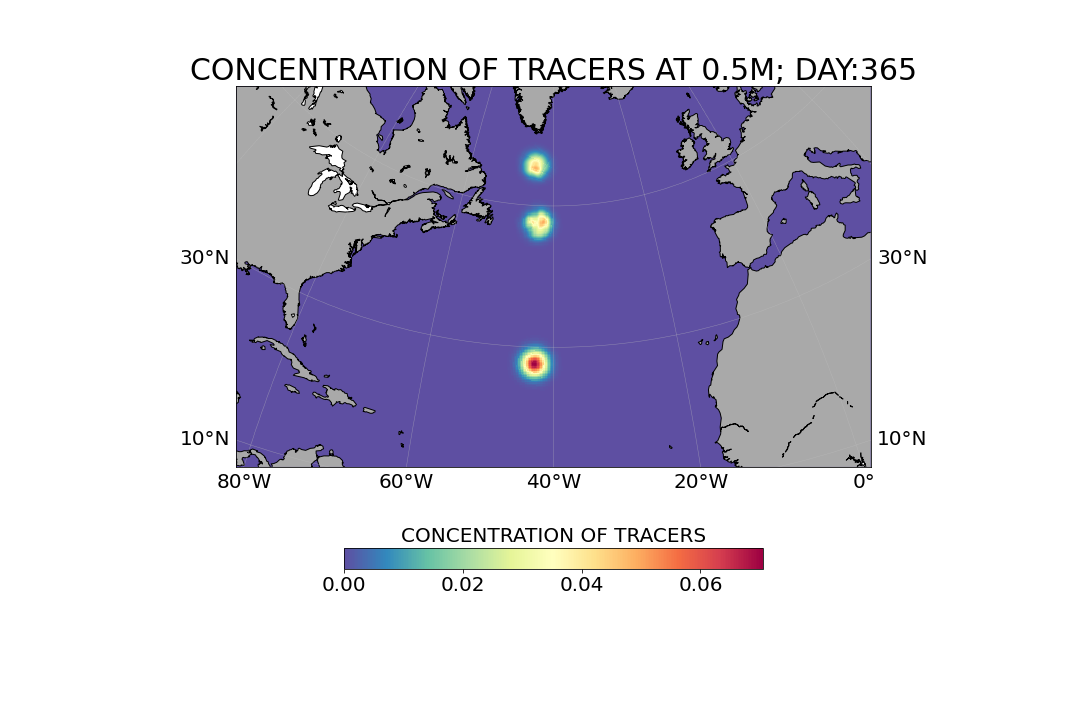 CONCENTRATION OF TRACERS AT 0.5M; DAY:365
30°N 30°N
10°N 10°N
80°W 60°W 40°W 20°W 0°
CONCENTRATION OF TRACERS
0.00 0.02 0.04 0.06